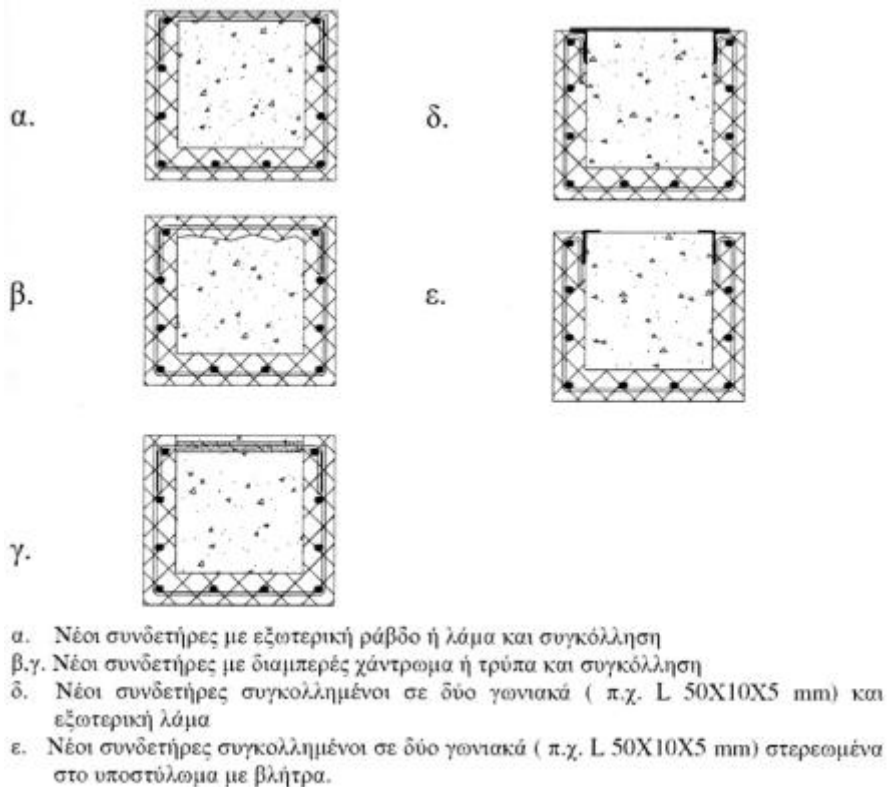 α.
δ.
β.
ε.
γ.
α. Νέοι συνδετήρες με εξωτερική ράβδο ή λάμα και συγκόλληση
β.γ. Νέοι συνδετήρες με διαμπερές χάντρωμα ή τρύπα και συγκόλληση
δ. Νέοι συνδετήρες συγκολλημένοι σε δύο γωνιακά ( π.χ. L 50X10X5 mm) και
εξωτερική λάμα
ε. Νέοι συνδετήρες συγκολλημένοι σε δύο γωνιακά ( π.χ. L 50X10X5 mm) στερεωμένα
στο υποστύλωμα με βλήτρα.